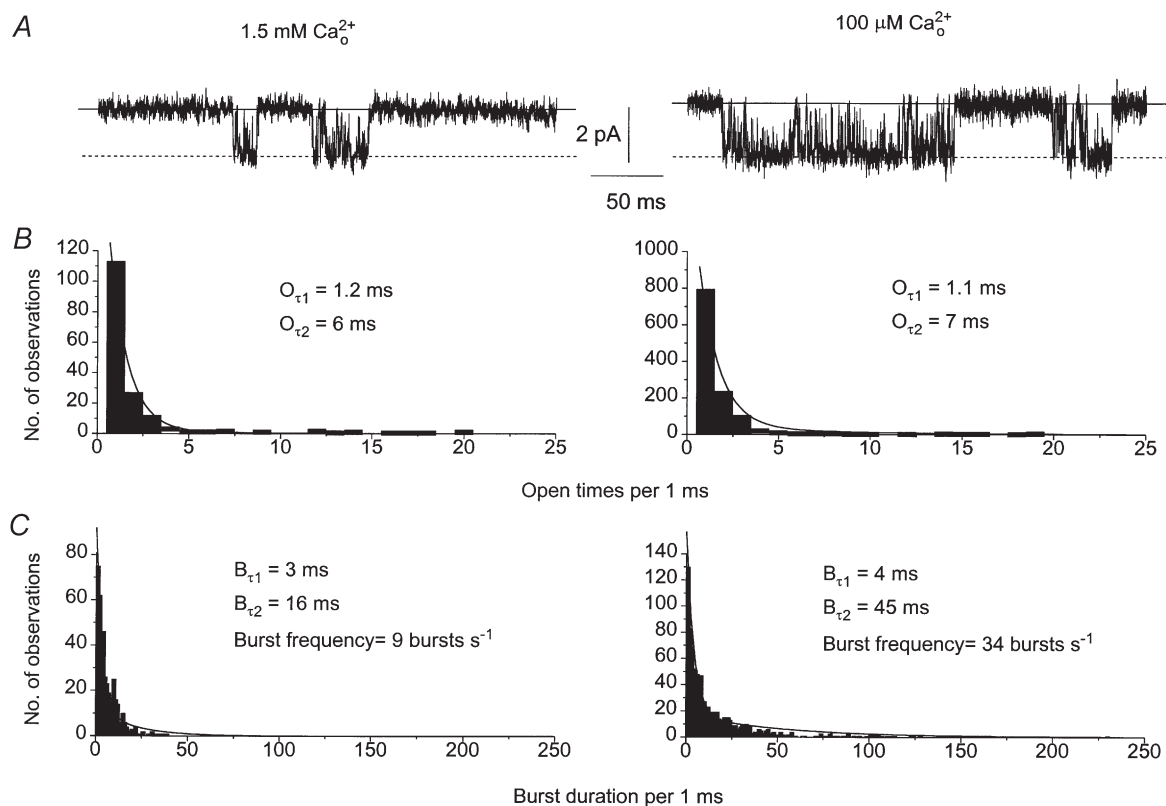 A
1.5 mM Ca²⁺ₒ
100 µM Ca²⁺ₒ
2 pA
50 ms
B
No. of observations
120
100
80
60
40
20
0
0 5 10 15 20 25
Oτ1 = 1.2 ms
Oτ2 = 6 ms
1000
800
600
400
200
0
0 5 10 15 20 25
Oτ1 = 1.1 ms
Oτ2 = 7 ms
Open times per 1 ms
C
No. of observations
80
60
40
20
0
0 50 100 150 200 250
Bτ1 = 3 ms
Bτ2 = 16 ms
Burst frequency= 9 bursts s⁻¹
140
120
100
80
60
40
20
0
0 50 100 150 200 250
Bτ1 = 4 ms
Bτ2 = 45 ms
Burst frequency= 34 bursts s⁻¹
Burst duration per 1 ms